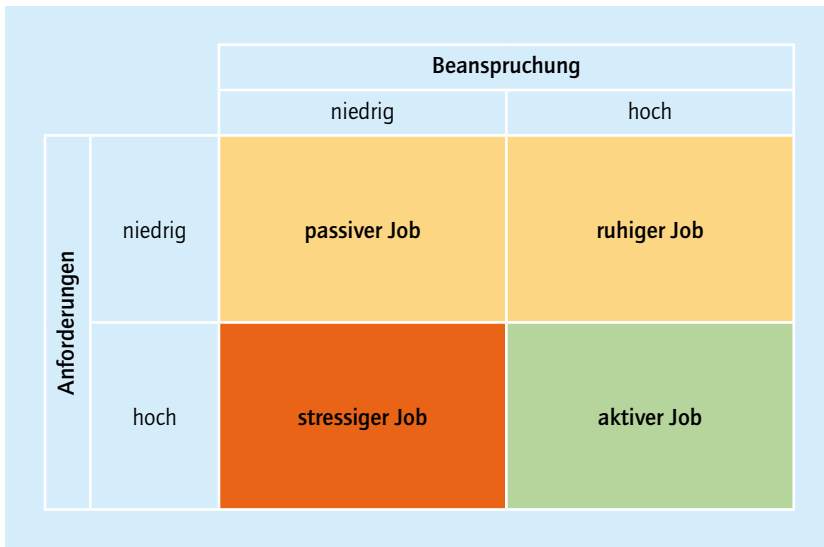 Beanspruchung
niedrig
hoch
Anforderungen
niedrig
passiver Job
ruhiger Job
hoch
stressiger Job
aktiver Job